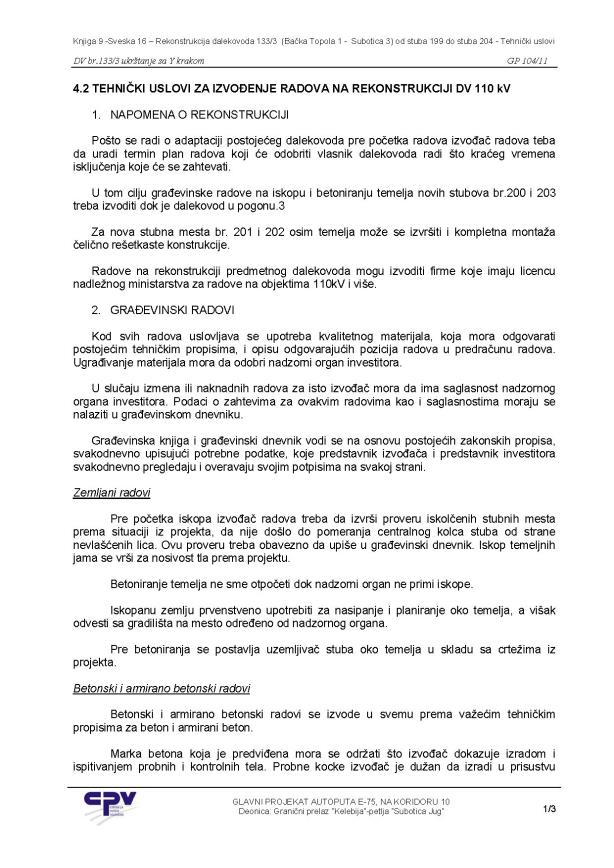 Knjiga 9 -Sveska 16 – Rekonstrukcija dalekovoda 133/3 (Bačka Topola 1 - Subotica 3) od stuba 199 do stuba 204 - Tehnički uslovi
DV br.133/3 ukrštanje sa Y krakom GP 104/11
4.2 TEHNIČKI USLOVI ZA IZVOĐENJE RADOVA NA REKONSTRUKCIJI DV 110 kV
1. NAPOMENA O REKONSTRUKCIJI
Pošto se radi o adaptaciji postojećeg dalekovoda pre početka radova izvođač radova teba
da uradi termin plan radova koji će odobriti vlasnik dalekovoda radi što kraćeg vremena
isključenja koje će se zahtevati.
U tom cilju građevinske radove na iskopu i betoniranju temelja novih stubova br.200 i 203
treba izvoditi dok je dalekovod u pogonu.3
Za nova stubna mesta br. 201 i 202 osim temelja može se izvršiti i kompletna montaža
čelično rešetkaste konstrukcije.
Radove na rekonstrukciji predmetnog dalekovoda mogu izvoditi firme koje imaju licencu
nadležnog ministarstva za radove na objektima 110kV i više.
2. GRAĐEVINSKI RADOVI
Kod svih radova uslovljava se upotreba kvalitetnog materijala, koja mora odgovarati
postojećim tehničkim propisima, i opisu odgovarajućih pozicija radova u predračunu radova.
Ugrađivanje materijala mora da odobri nadzorni organ investitora.
U slučaju izmena ili naknadnih radova za isto izvođač mora da ima saglasnost nadzornog
organa investitora. Podaci o zahtevima za ovakvim radovima kao i saglasnostima moraju se
nalaziti u građevinskom dnevniku.
Građevinska knjiga i građevinski dnevnik vodi se na osnovu postojećih zakonskih propisa,
svakodnevno upisujući potrebne podatke, koje predstavnik izvođača i predstavnik investitora
svakodnevno pregledaju i overavaju svojim potpisima na svakoj strani.
Zemljani radovi
Pre početka iskopa izvođač radova treba da izvrši proveru iskolčenih stubnih mesta
prema situaciji iz projekta, da nije došlo do pomeranja centralnog kolca stuba od strane
nevlašćenih lica. Ovu proveru treba obavezno da upiše u građevinski dnevnik. Iskop temeljnih
jama se vrši za nosivost tla prema projektu.
Betoniranje temelja ne sme otpočeti dok nadzorni organ ne primi iskope.
Iskopanu zemlju prvenstveno upotrebiti za nasipanje i planiranje oko temelja, a višak
odvesti sa gradilišta na mesto određeno od nadzornog organa.
Pre betoniranja se postavlja uzemljivač stuba oko temelja u skladu sa crtežima iz
projekta.
Betonski i armirano betonski radovi
Betonski i armirano betonski radovi se izvode u svemu prema važećim tehničkim
propisima za beton i armirani beton.
Marka betona koja je predviđena mora se održati što izvođač dokazuje izradom i
ispitivanjem probnih i kontrolnih tela. Probne kocke izvođač je dužan da izradi u prisustvu
CPV
GLAVNI PROJEKAT AUTOPUTA E-75, NA KORIDORU 10
Deonica: Granični prelaz "Kelebija"-petlja "Subotica Jug"
1/3